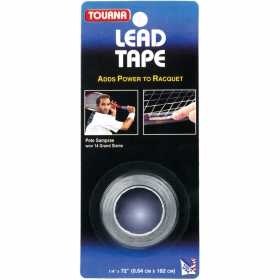 TOURNA
LEAD
TAPE
ADDS POWER TO RACQUET
Pete Sampras
won 14 Grand Slams
1/4" x 72" (0.64 cm x 182 cm)